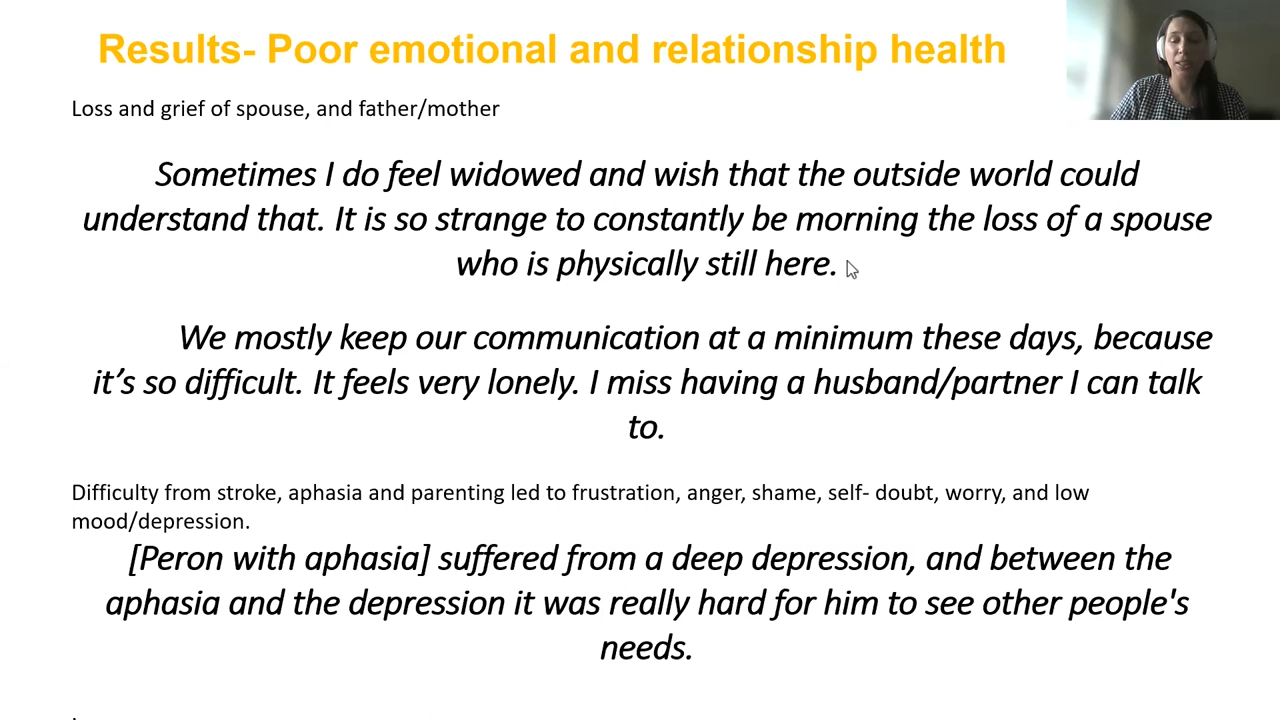 Results- Poor emotional and relationship health
Loss and grief of spouse, and father/mother
Sometimes I do feel widowed and wish that the outside world could
understand that. It is so strange to constantly be morning the loss of a spouse
who is physically still here.
We mostly keep our communication at a minimum these days, because
it’s so difficult. It feels very lonely. I miss having a husband/partner I can talk
to.
Difficulty from stroke, aphasia and parenting led to frustration, anger, shame, self- doubt, worry, and low
mood/depression.
[Peron with aphasia] suffered from a deep depression, and between the
aphasia and the depression it was really hard for him to see other people's
needs.